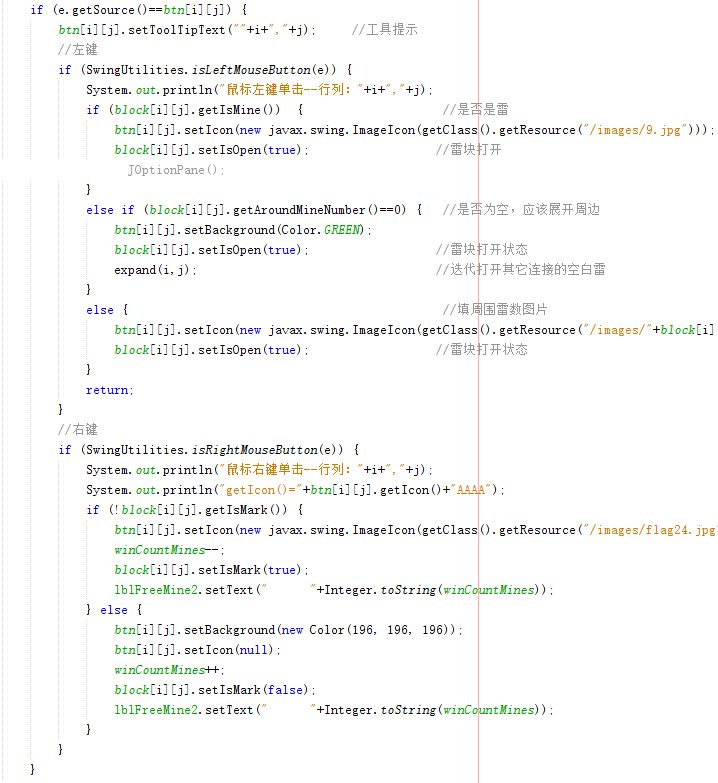 if (e.getSource()==btn[i][j]) {
btn[i][j].setToolTipText(""+i+","+j); //工具提示
//左键
if (SwingUtilities.isLeftMouseButton(e)) {
System.out.println("鼠标左键单击--行列："+i+","+j);
if (block[i][j].getIsMine()) { //是否是雷
btn[i][j].setIcon(new javax.swing.ImageIcon(getClass().getResource("/images/9.jpg")));
block[i][j].setIsOpen(true); //雷块打开
JOptionPane();
}
else if (block[i][j].getAroundMineNumber()==0) { //是否为空，应该展开周边
btn[i][j].setBackground(Color.GREEN);
block[i][j].setIsOpen(true); //雷块打开状态
expand(i,j); //迭代打开其它连接的空白雷
}
else { //填周围雷数图片
btn[i][j].setIcon(new javax.swing.ImageIcon(getClass().getResource("/images/"+block[i]
block[i][j].setIsOpen(true); //雷块打开状态
}
return;
}
//右键
if (SwingUtilities.isRightMouseButton(e)) {
System.out.println("鼠标右键单击--行列："+i+","+j);
System.out.println("getIcon()="+btn[i][j].getIcon()+"AAAA");
if (!block[i][j].getIsMark()) {
btn[i][j].setIcon(new javax.swing.ImageIcon(getClass().getResource("/images/flag24.jpg"
winCountMines--;
block[i][j].setIsMark(true);
lblFreeMine2.setText("      "+Integer.toString(winCountMines));
} else {
btn[i][j].setBackground(new Color(196, 196, 196));
btn[i][j].setIcon(null);
winCountMines++;
block[i][j].setIsMark(false);
lblFreeMine2.setText("      "+Integer.toString(winCountMines));
}
}
}